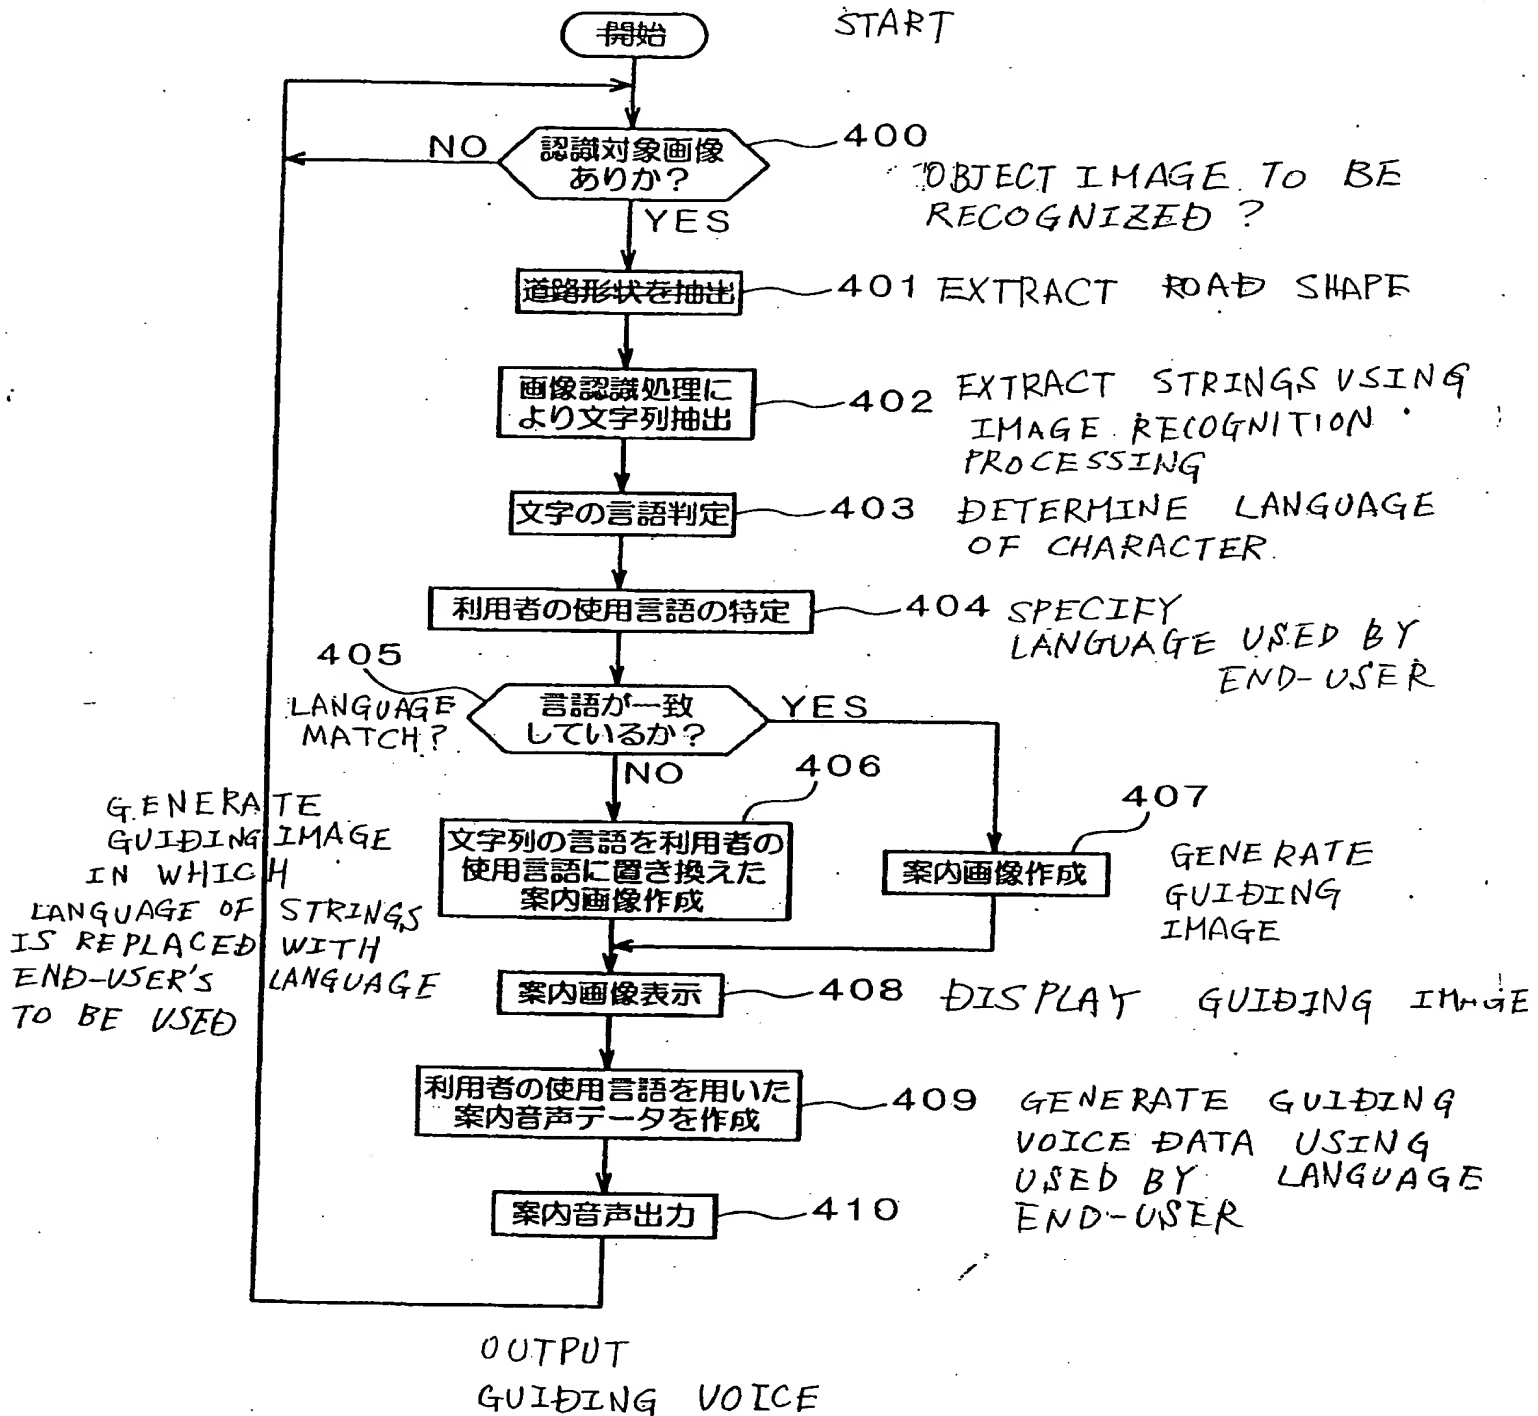 開始
START
NO
認識対象画像
ありか?
400
OBJECT IMAGE TO BE
RECOGNIZED ?
YES
道路形状を抽出
401
EXTRACT ROAD SHAPE
画像認識処理に
より文字列抽出
402
EXTRACT STRINGS USING
IMAGE RECOGNITION
PROCESSING
文字の言語判定
403
DETERMINE LANGUAGE
OF CHARACTER
利用者の使用言語の特定
404
SPECIFY
LANGUAGE USED BY
END-USER
405
LANGUAGE
MATCH?
言語が一致
しているか?
YES
NO
406
GENERATE
GUIDING IMAGE
IN WHICH
LANGUAGE OF STRINGS
IS REPLACED WITH
END-USER'S LANGUAGE
TO BE USED
文字列の言語を利用者の
使用言語に置き換えた
案内画像作成
407
案内画像作成
GENERATE
GUIDING
IMAGE
案内画像表示
408
DISPLAY GUIDING IMAGE
利用者の使用言語を用いた
案内音声データを作成
409
GENERATE GUIDING
VOICE DATA USING
USED BY LANGUAGE
END-USER
案内音声出力
410
OUTPUT
GUIDING VOICE